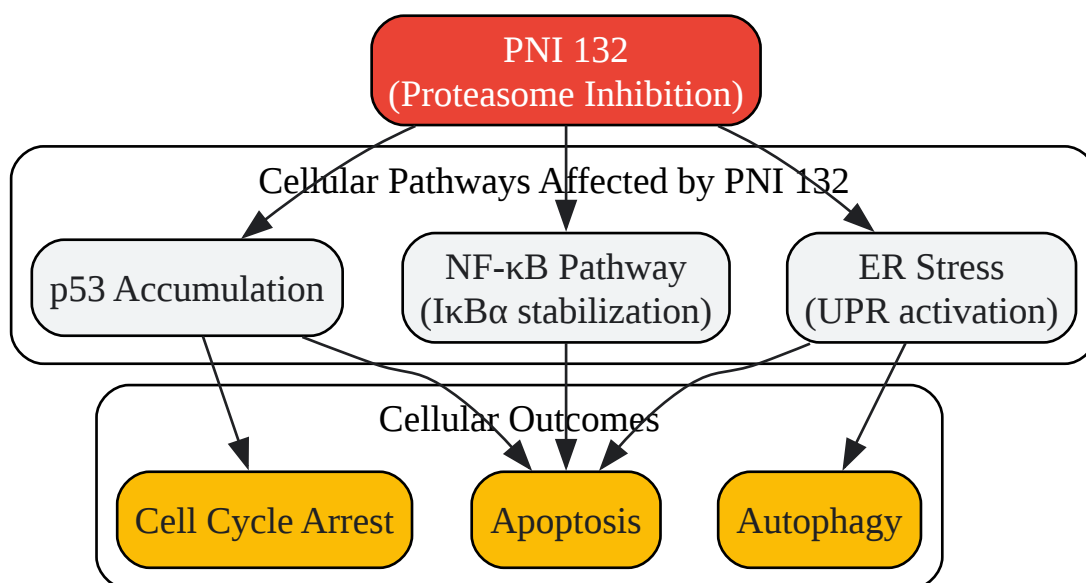 PNI 132
(Proteasome Inhibition)
Cellular Pathways Affected by PNI 132
p53 Accumulation
NF-κB Pathway
(IκBα stabilization)
ER Stress
(UPR activation)
Cellular Outcomes
Cell Cycle Arrest
Apoptosis
Autophagy